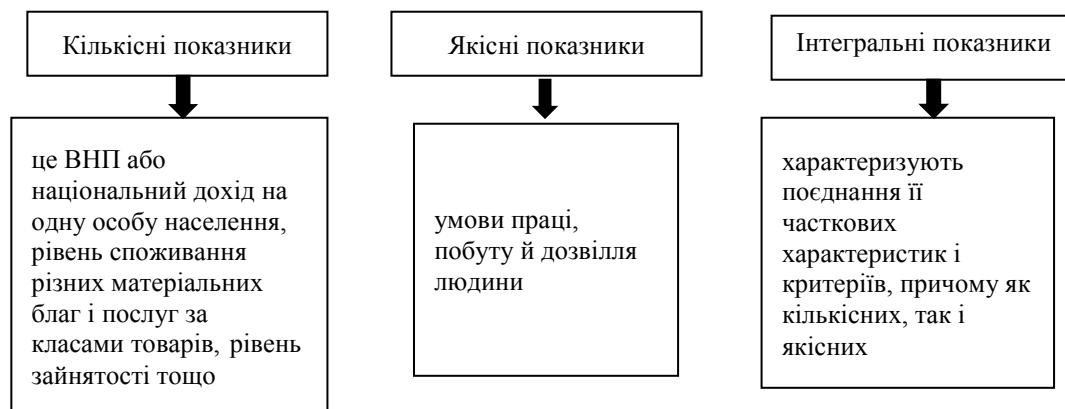 Кількісні показники
Якісні показники
Інтегральні показники
це ВНП або
національний дохід на
одну особу населення,
рівень споживання
різних матеріальних
благ і послуг за
класами товарів, рівень
зайнятості тощо
умови праці,
побуту й дозвілля
людини
характеризують
поєднання її
часткових
характеристик і
критеріїв, причому як
кількісних, так і
якісних